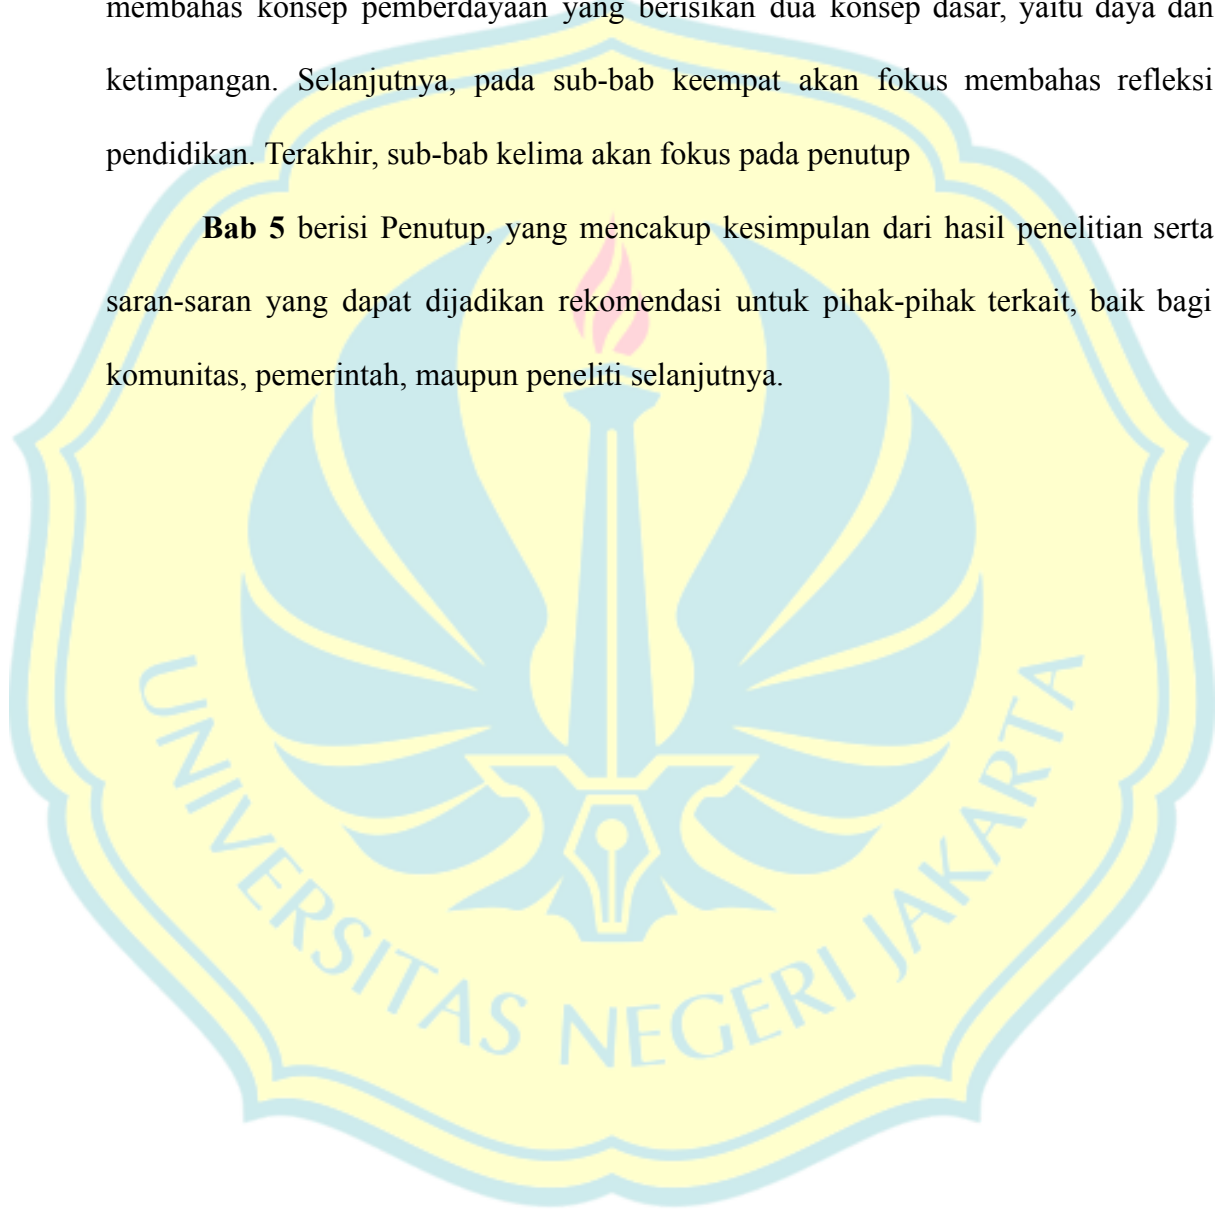 membahas konsep pemberdayaan yang berisikan dua konsep dasar, yaitu daya dan
ketimpangan. Selanjutnya, pada sub-bab keempat akan fokus membahas refleksi
pendidikan. Terakhir, sub-bab kelima akan fokus pada penutup
Bab 5 berisi Penutup, yang mencakup kesimpulan dari hasil penelitian serta
saran-saran yang dapat dijadikan rekomendasi untuk pihak-pihak terkait, baik bagi
komunitas, pemerintah, maupun peneliti selanjutnya.
UNIVERSITAS NEGERI JAKARTA